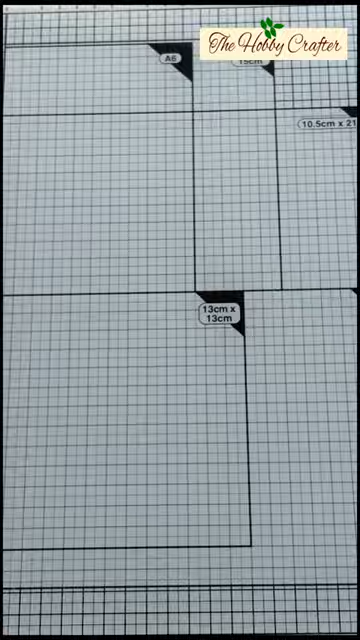 The Hobby Crafter
A6
15cm
10.5cm x 21
13cm x
13cm